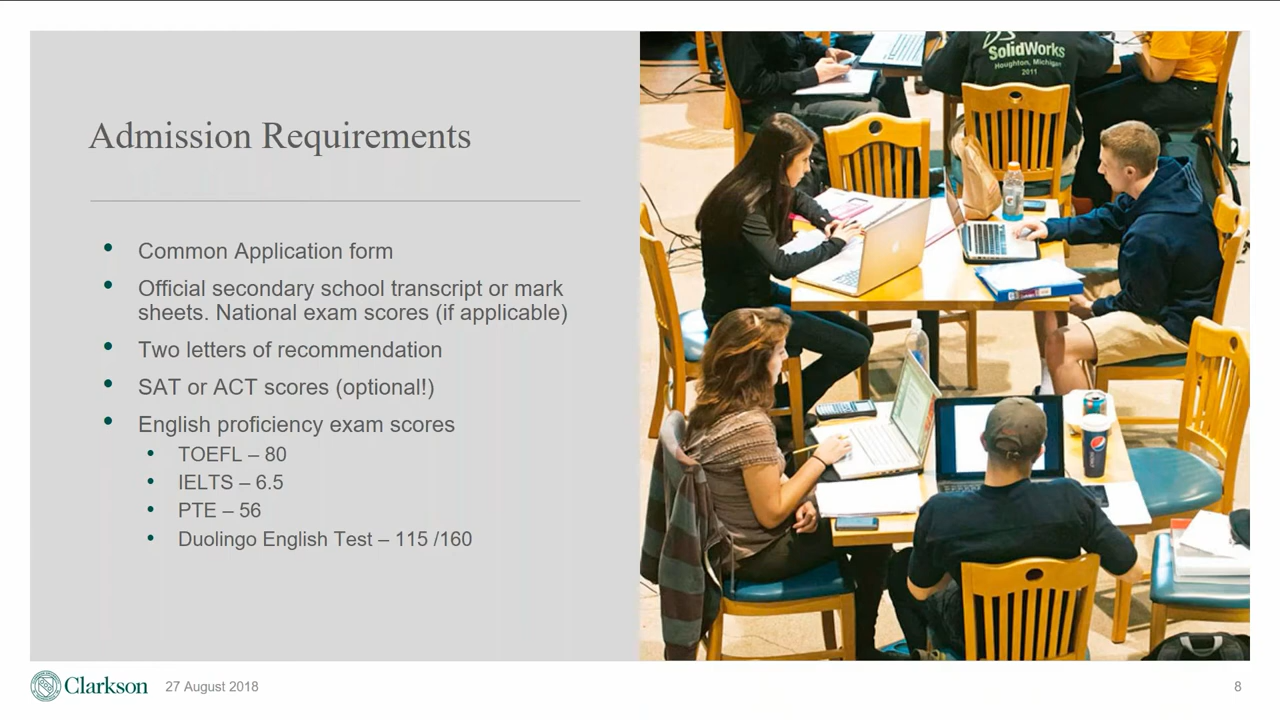 Admission Requirements
• Common Application form
• Official secondary school transcript or mark
sheets. National exam scores (if applicable)
• Two letters of recommendation
• SAT or ACT scores (optional!)
• English proficiency exam scores
• TOEFL – 80
• IELTS – 6.5
• PTE – 56
• Duolingo English Test – 115 /160
SolidWorks
Houghton, Michigan
2011
G
pepsi
Clarkson
27 August 2018
8